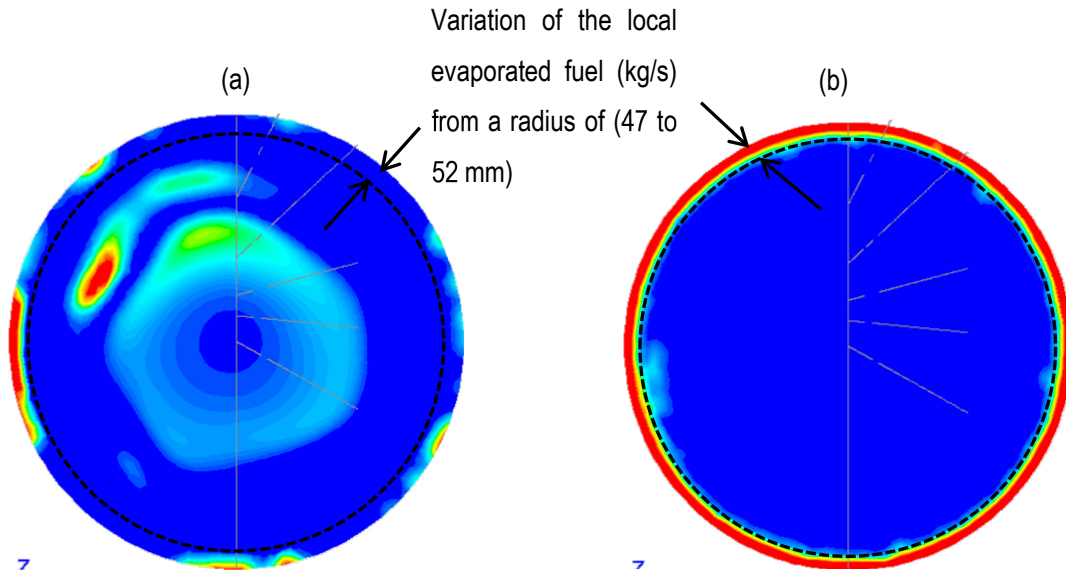 Variation of the local
evaporated fuel (kg/s)
from a radius of (47 to
52 mm)
(a)
(b)
Z
Z